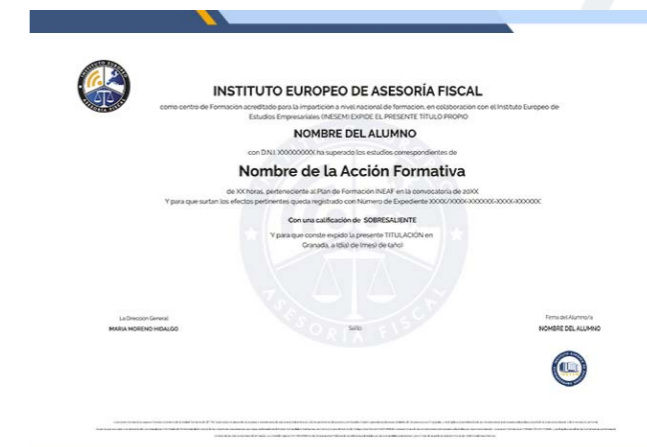 INSTITUTO EUROPEO DE ASESORÍA FISCAL
como centro de Formación acreditado para la impartición a nivel nacional de formación, en colaboración con el Instituto Europeo de
Estudios Empresariales (INESEM) EXPIDE EL PRESENTE TÍTULO PROPIO
NOMBRE DEL ALUMNO
con D.N.I. XXXXXXXXX ha superado los estudios correspondientes de
Nombre de la Acción Formativa
de XX horas, perteneciente al Plan de Formación INEAF en la convocatoria de 20XX
Y para que surtan los efectos pertinentes queda registrado con Número de Expediente XXXX/XXXX-XXXXXX-XXXX-XXXXXX
Con una calificación de SOBRESALIENTE
Y para que conste expido la presente TITULACIÓN en
Granada, a (día) de (mes) de (año)
ASESORÍA FISCAL
La Dirección General
MARIA MORENO HIDALGO
Sello
Firma del Alumno/a
NOMBRE DEL ALUMNO